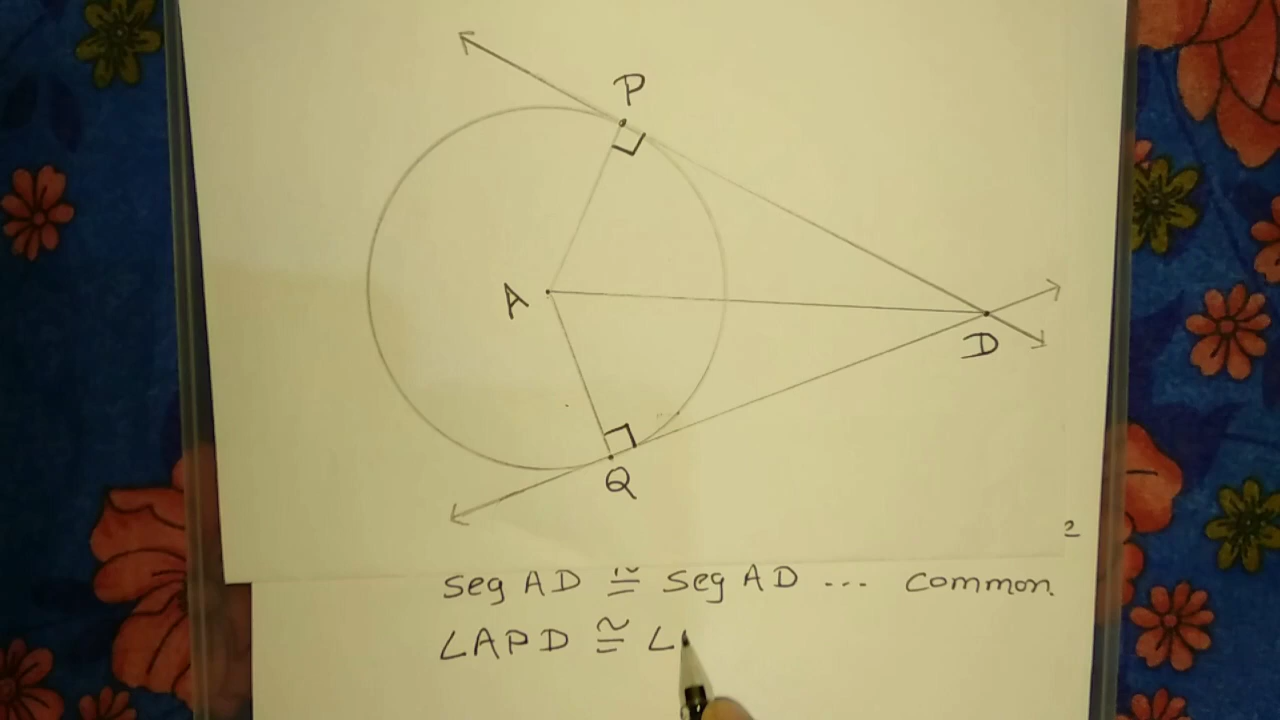 P
A
D
Q
2
seg AD ≅ seg AD ... common.
∠APD ≅ ∠